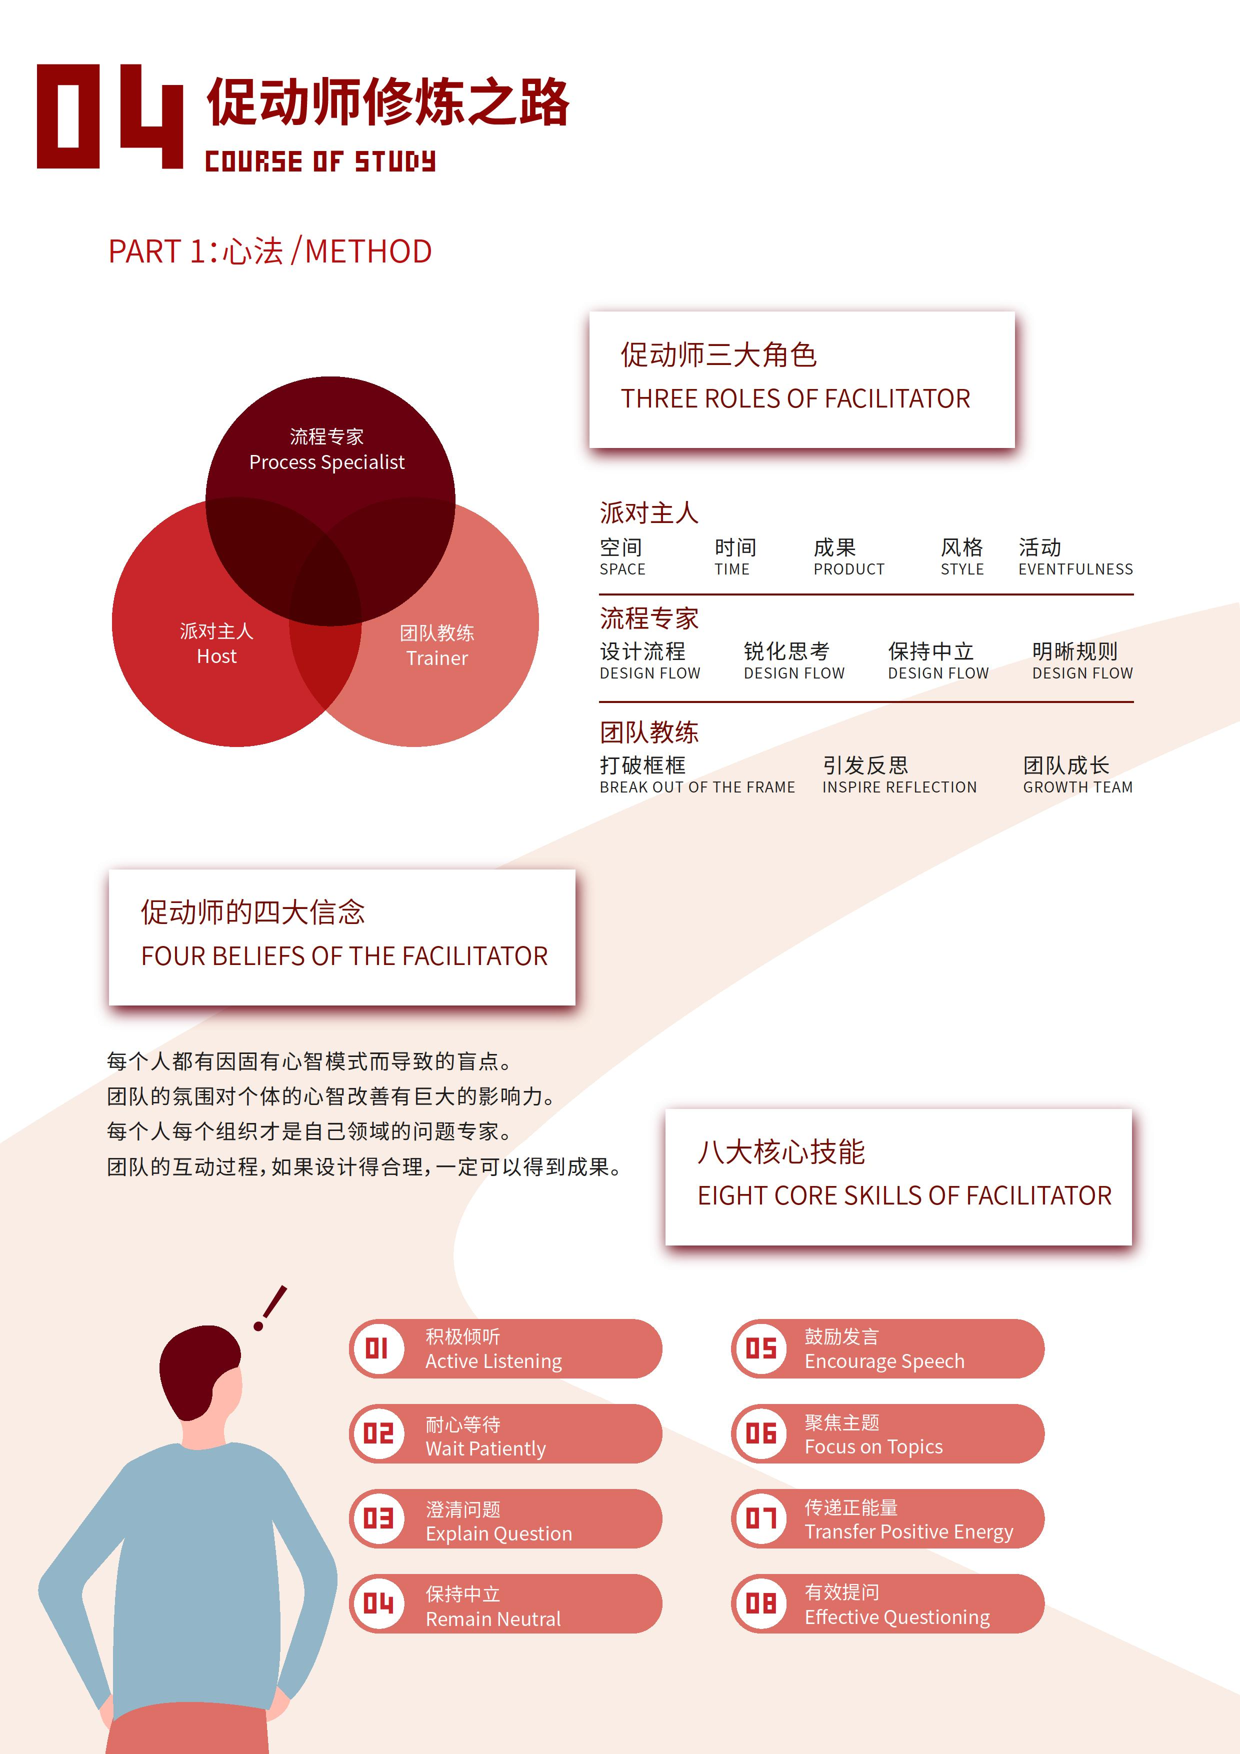 04
促动师修炼之路
COURSE OF STUDY
PART 1：心法 /METHOD
促动师三大角色
THREE ROLES OF FACILITATOR
流程专家
Process Specialist
派对主人
Host
团队教练
Trainer
派对主人
空间 时间 成果 风格 活动
SPACE TIME PRODUCT STYLE EVENTFULNESS
流程专家
设计流程 锐化思考 保持中立 明晰规则
DESIGN FLOW DESIGN FLOW DESIGN FLOW DESIGN FLOW
团队教练
打破框框 引发反思 团队成长
BREAK OUT OF THE FRAME INSPIRE REFLECTION GROWTH TEAM
促动师的四大信念
FOUR BELIEFS OF THE FACILITATOR
每个人都有因固有心智模式而导致的盲点。
团队的氛围对个体的心智改善有巨大的影响力。
每个人每个组织才是自己领域的问题专家。
团队的互动过程，如果设计得合理，一定可以得到成果。
八大核心技能
EIGHT CORE SKILLS OF FACILITATOR
01
积极倾听
Active Listening
02
耐心等待
Wait Patiently
03
澄清问题
Explain Question
04
保持中立
Remain Neutral
05
鼓励发言
Encourage Speech
06
聚焦主题
Focus on Topics
07
传递正能量
Transfer Positive Energy
08
有效提问
Effective Questioning